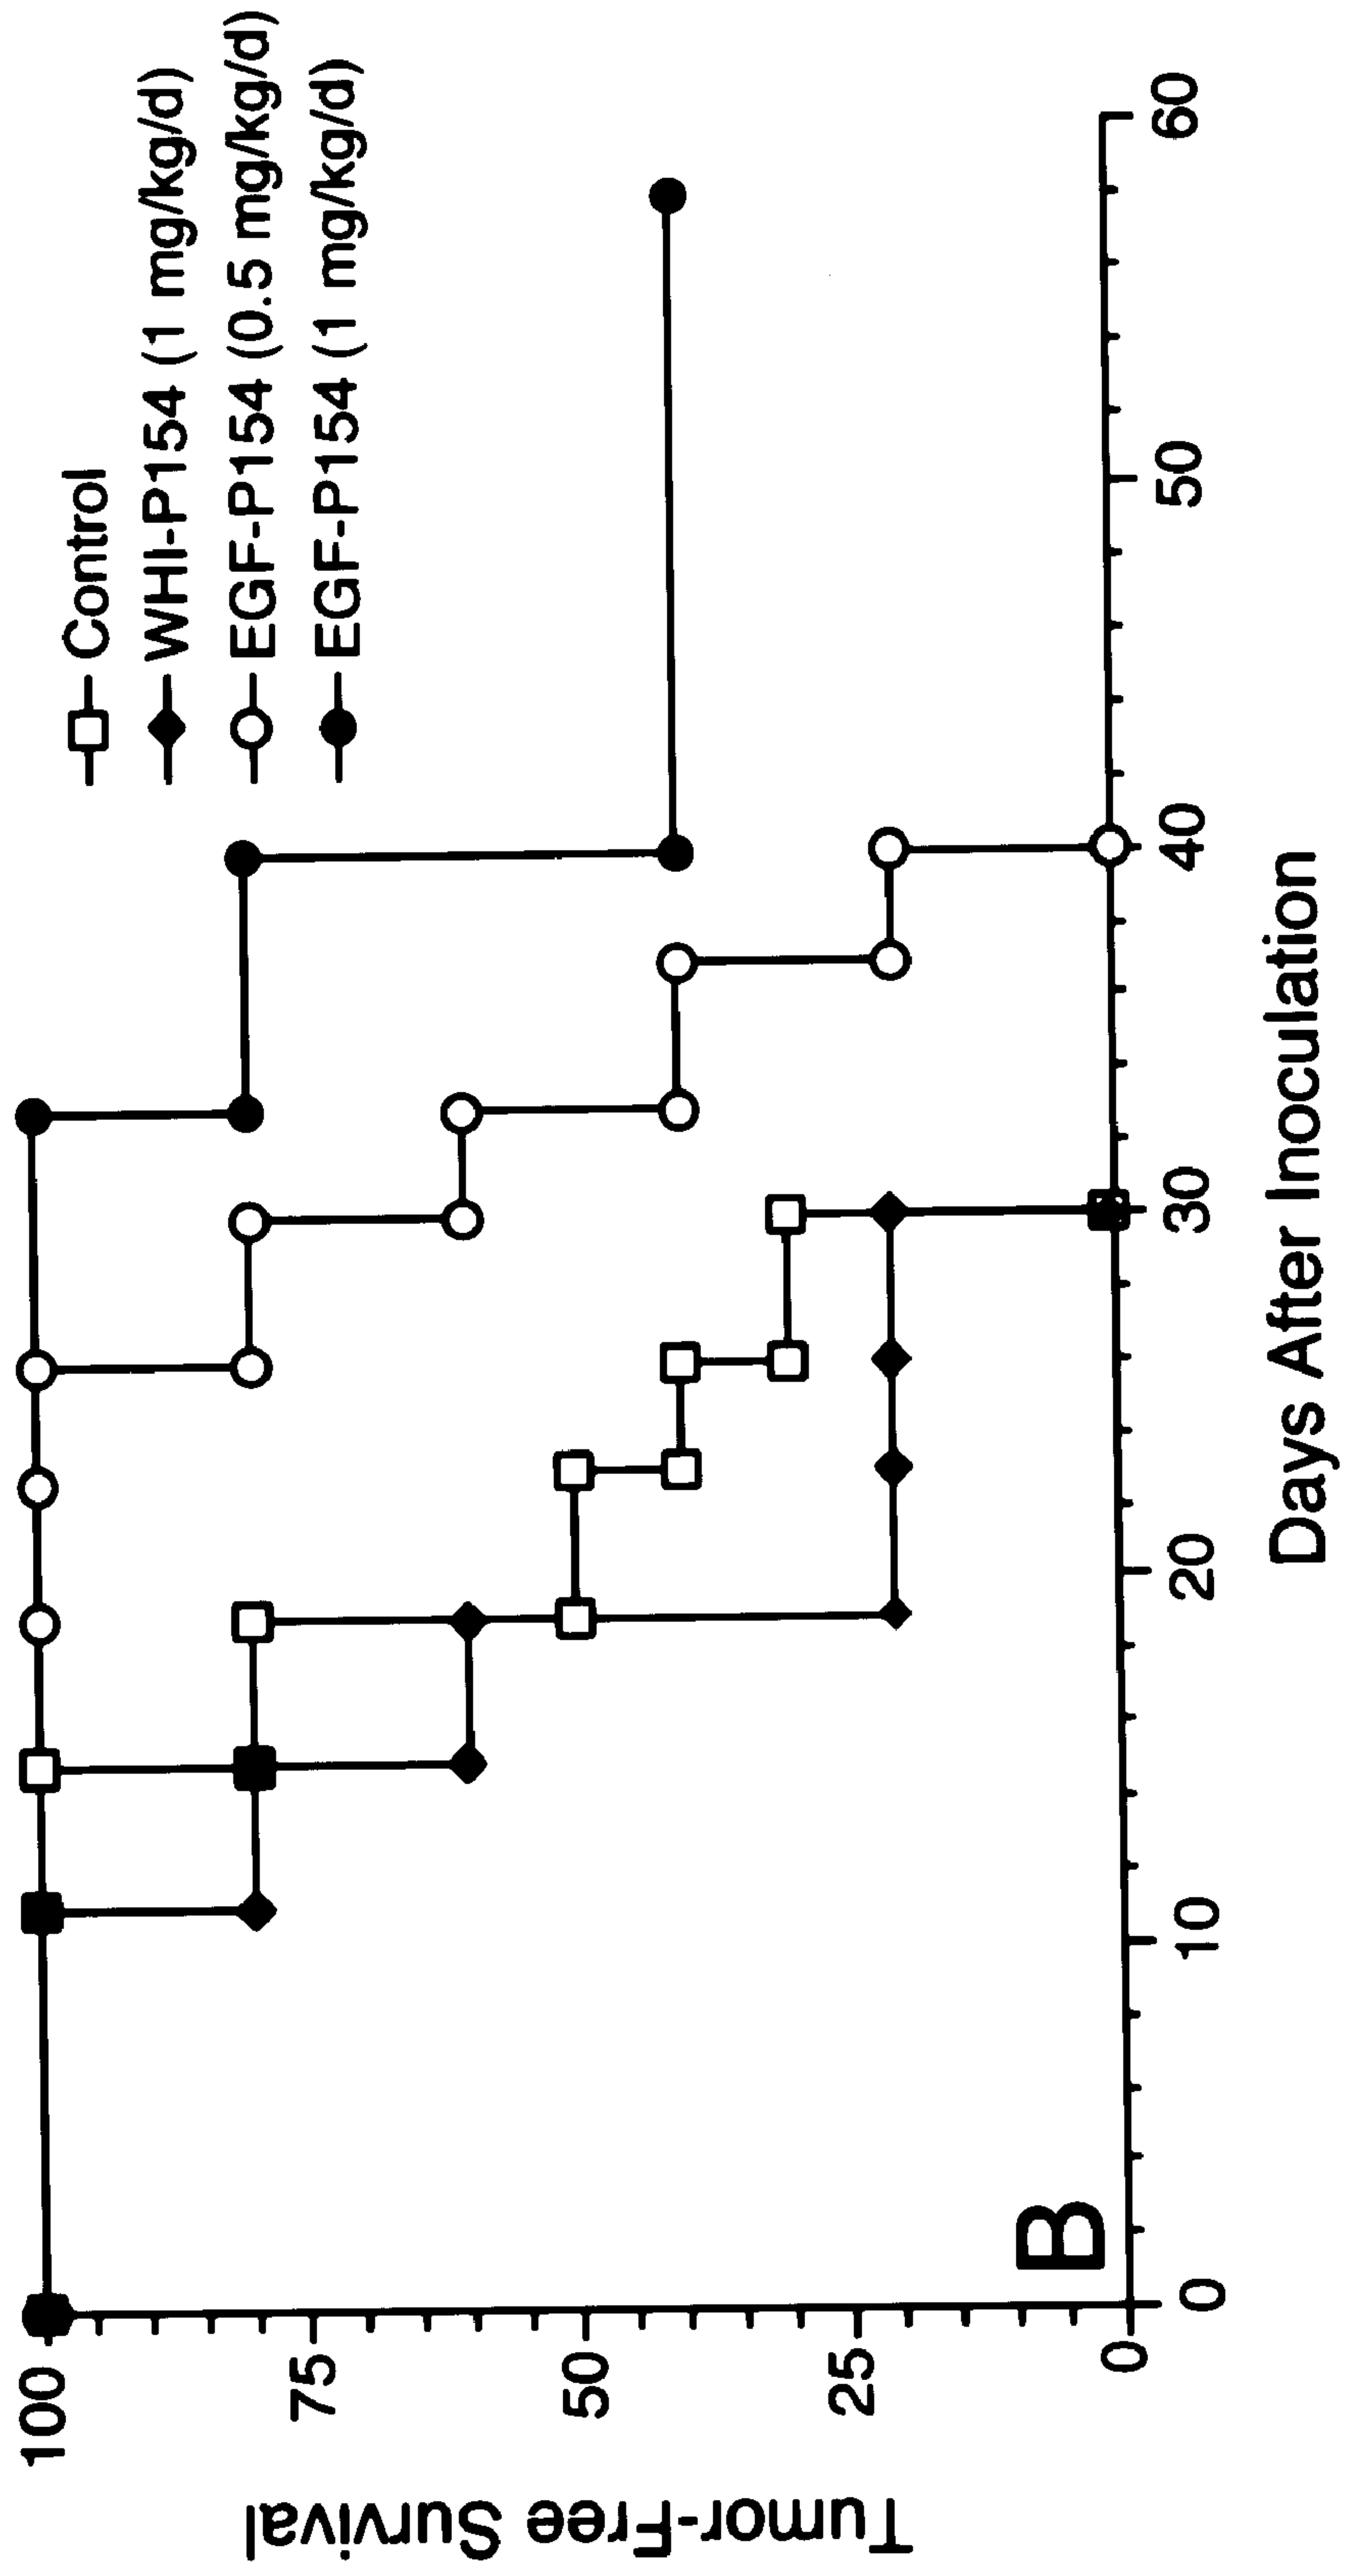 Control
WHI-P154 (1 mg/kg/d)
EGF-P154 (0.5 mg/kg/d)
EGF-P154 (1 mg/kg/d)
Tumor-Free Survival
100
75
50
25
0
B
0 10 20 30 40 50 60
Days After Inoculation